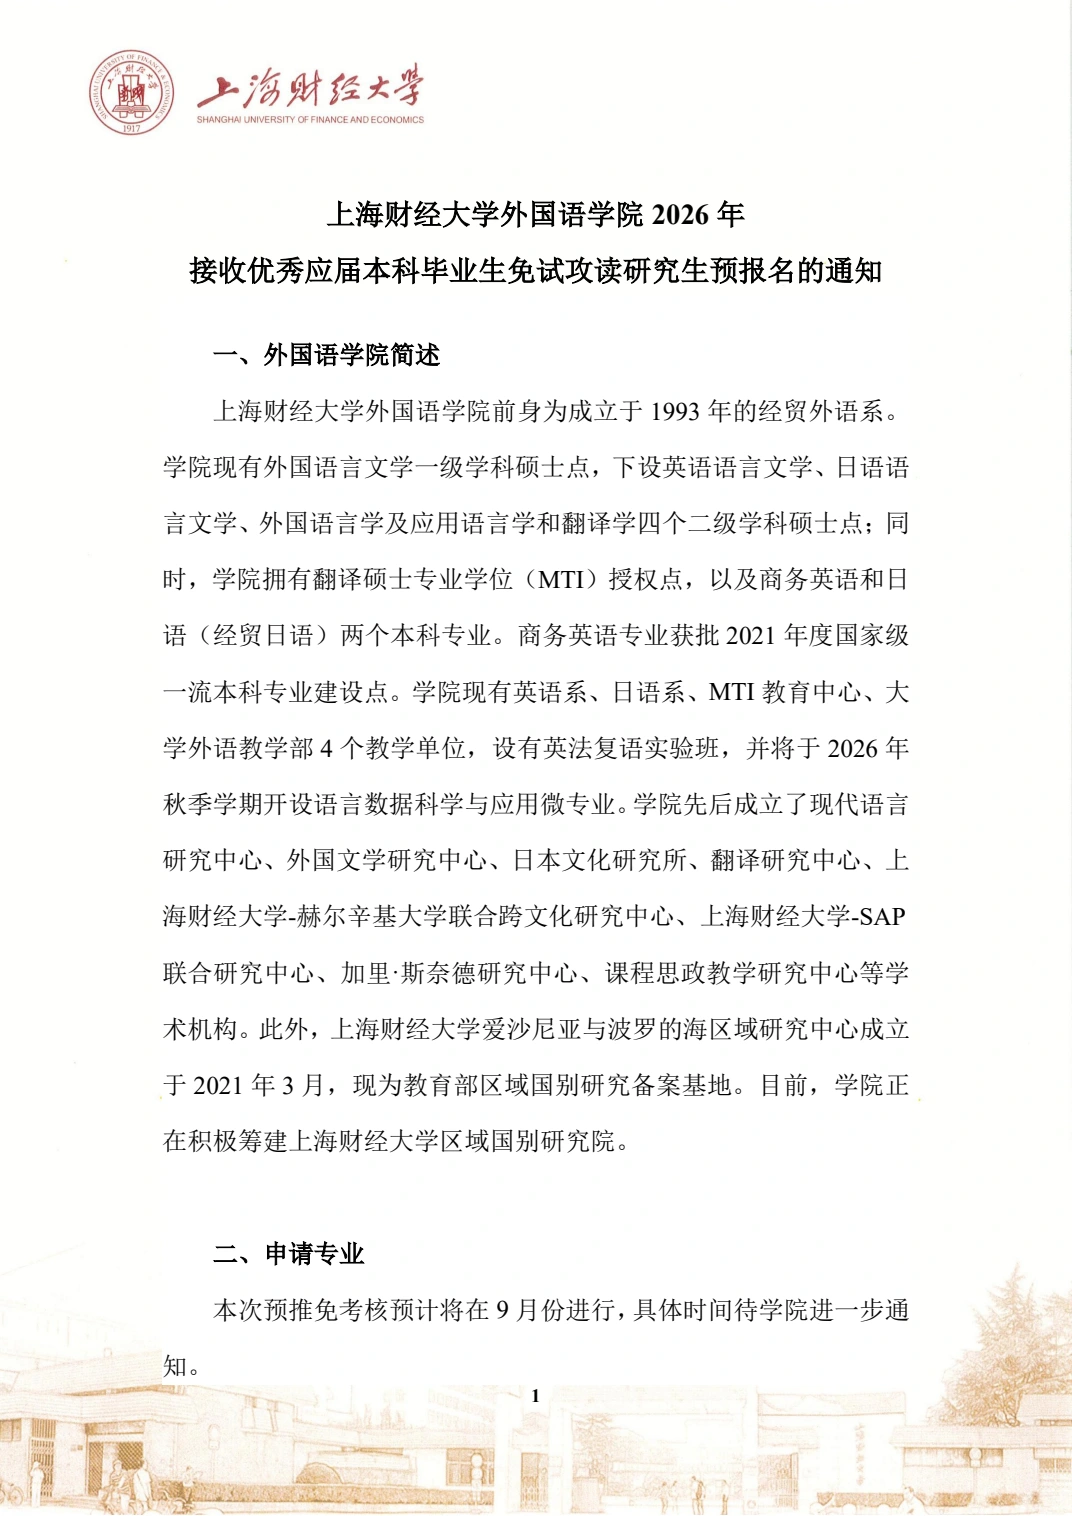 上海财经大学
SHANGHAI UNIVERSITY OF FINANCE AND ECONOMICS
SHANGHAI UNIVERSITY OF FINANCE & ECONOMICS
上海财经大学
1917
上海财经大学外国语学院 2026 年
接收优秀应届本科毕业生免试攻读研究生预报名的通知
一、外国语学院简述
上海财经大学外国语学院前身为成立于 1993 年的经贸外语系。
学院现有外国语言文学一级学科硕士点，下设英语语言文学、日语语
言文学、外国语言学及应用语言学和翻译学四个二级学科硕士点；同
时，学院拥有翻译硕士专业学位（MTI）授权点，以及商务英语和日
语（经贸日语）两个本科专业。商务英语专业获批 2021 年度国家级
一流本科专业建设点。学院现有英语系、日语系、MTI 教育中心、大
学外语教学部 4 个教学单位，设有英法复语实验班，并将于 2026 年
秋季学期开设语言数据科学与应用微专业。学院先后成立了现代语言
研究中心、外国文学研究中心、日本文化研究所、翻译研究中心、上
海财经大学-赫尔辛基大学联合跨文化研究中心、上海财经大学-SAP
联合研究中心、加里·斯奈德研究中心、课程思政教学研究中心等学
术机构。此外，上海财经大学爱沙尼亚与波罗的海区域研究中心成立
于 2021 年 3 月，现为教育部区域国别研究备案基地。目前，学院正
在积极筹建上海财经大学区域国别研究院。
二、申请专业
本次预推免考核预计将在 9 月份进行，具体时间待学院进一步通
知。
1